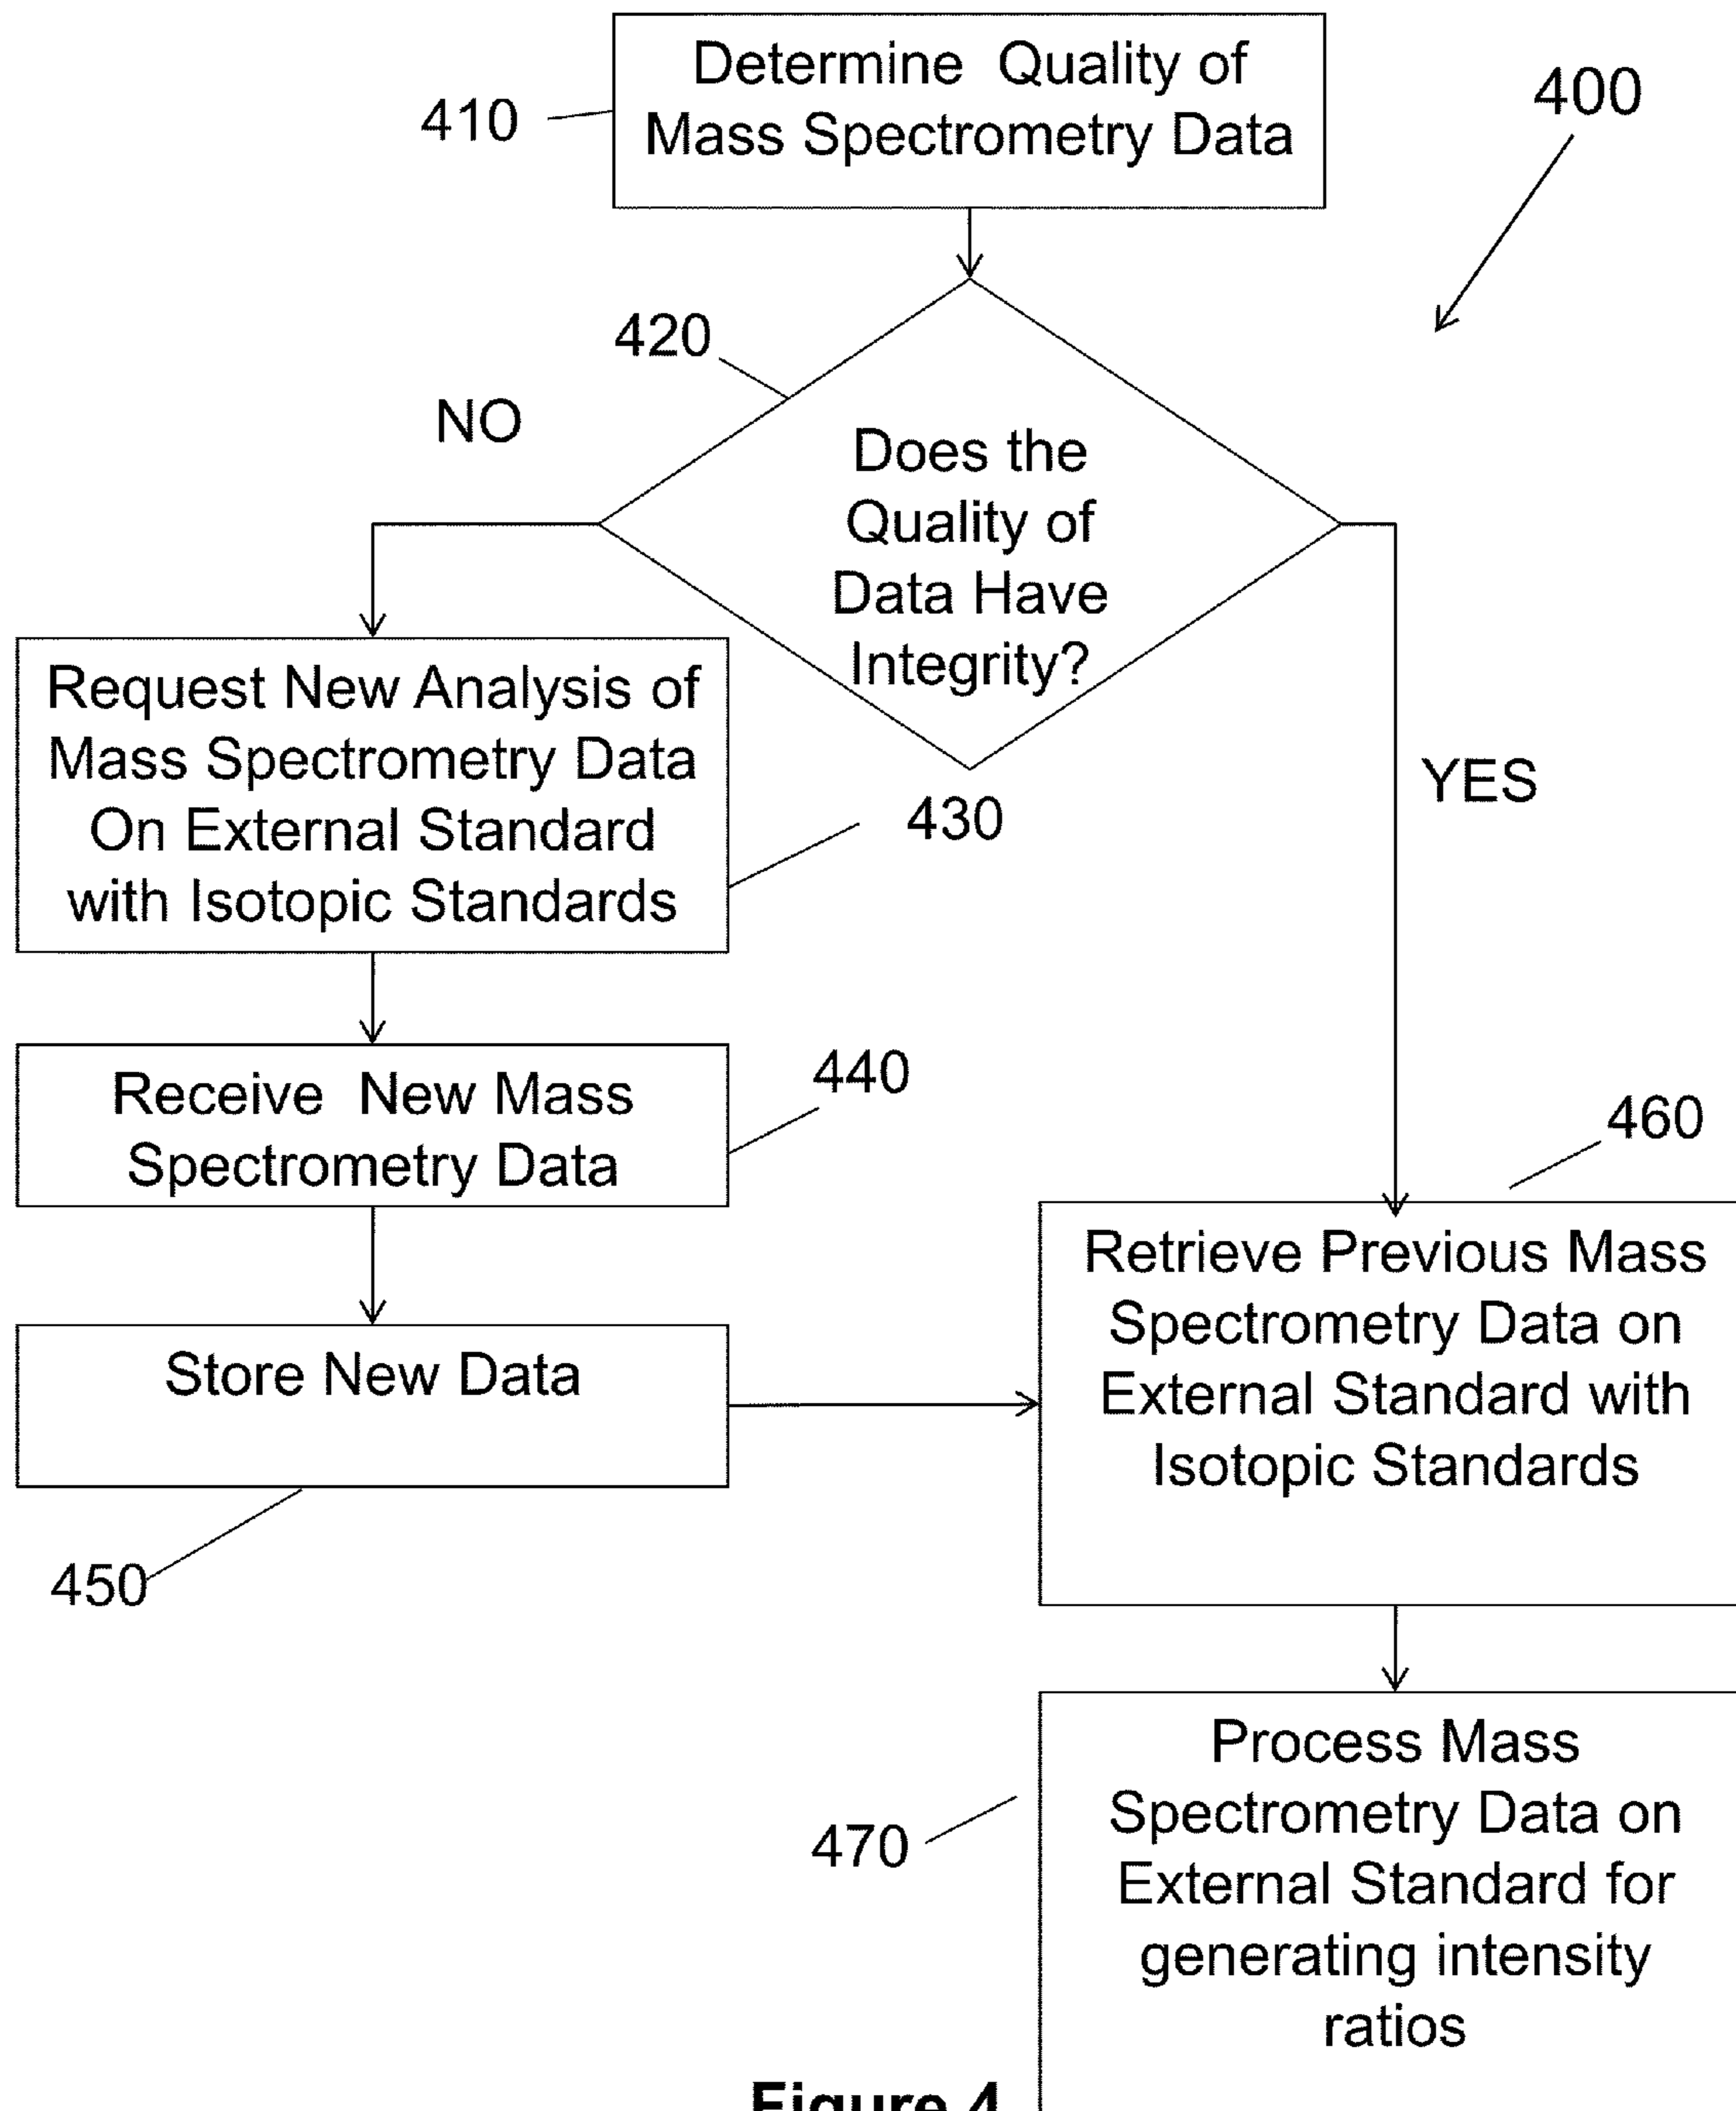 Determine Quality of
Mass Spectrometry Data
410
400
420
NO
Does the
Quality of
Data Have
Integrity?
YES
Request New Analysis of
Mass Spectrometry Data
On External Standard
with Isotopic Standards
430
Receive New Mass
Spectrometry Data
440
460
Store New Data
450
Retrieve Previous Mass
Spectrometry Data on
External Standard with
Isotopic Standards
470
Process Mass
Spectrometry Data on
External Standard for
generating intensity
ratios
Figure 4